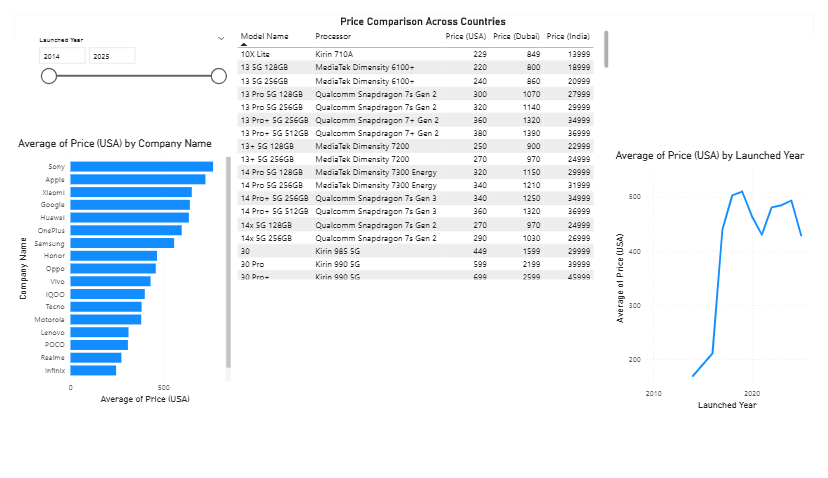 Price Comparison Across Countries
Launched Year
2014 2025
Model Name Processor Price (USA) Price (Dubai) Price (India)
10X Lite Kirin 710A 229 849 13999
13 5G 128GB MediaTek Dimensity 6100+ 220 800 18999
13 5G 256GB MediaTek Dimensity 6100+ 240 860 20999
13 Pro 5G 128GB Qualcomm Snapdragon 7s Gen 2 300 1070 27999
13 Pro 5G 256GB Qualcomm Snapdragon 7s Gen 2 320 1140 29999
13 Pro+ 5G 256GB Qualcomm Snapdragon 7+ Gen 2 360 1320 34999
13 Pro+ 5G 512GB Qualcomm Snapdragon 7+ Gen 2 380 1390 36999
13+ 5G 128GB MediaTek Dimensity 7200 250 900 22999
13+ 5G 256GB MediaTek Dimensity 7200 270 970 24999
14 Pro 5G 128GB MediaTek Dimensity 7300 Energy 320 1150 29999
14 Pro 5G 256GB MediaTek Dimensity 7300 Energy 340 1210 31999
14 Pro+ 5G 256GB Qualcomm Snapdragon 7s Gen 3 340 1250 34999
14 Pro+ 5G 512GB Qualcomm Snapdragon 7s Gen 3 360 1320 36999
14x 5G 128GB Qualcomm Snapdragon 7s Gen 2 270 970 24999
14x 5G 256GB Qualcomm Snapdragon 7s Gen 2 290 1030 26999
30 Kirin 985 5G 449 1599 29999
30 Pro Kirin 990 5G 599 2199 39999
30 Pro+ Kirin 990 5G 699 2599 45999
Average of Price (USA) by Company Name
Company Name
Sony
Apple
Xiaomi
Google
Huawei
OnePlus
Samsung
Honor
Oppo
Vivo
iQOO
Tecno
Motorola
Lenovo
POCO
Realme
Infinix
0 500
Average of Price (USA)
Average of Price (USA) by Launched Year
Average of Price (USA)
500
400
300
200
2010 2020
Launched Year